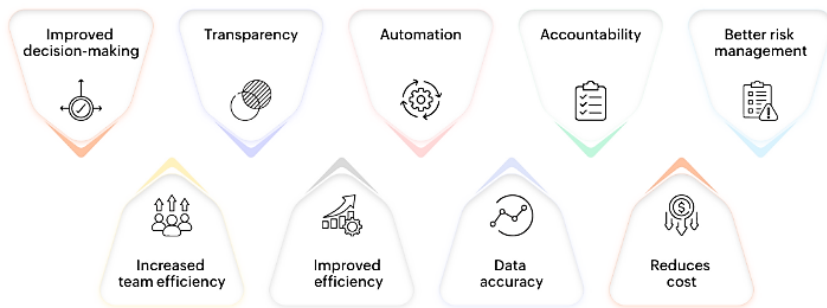 Improved
decision-making
Transparency
Automation
Accountability
Better risk
management
Increased
team efficiency
Improved
efficiency
Data
accuracy
Reduces
cost